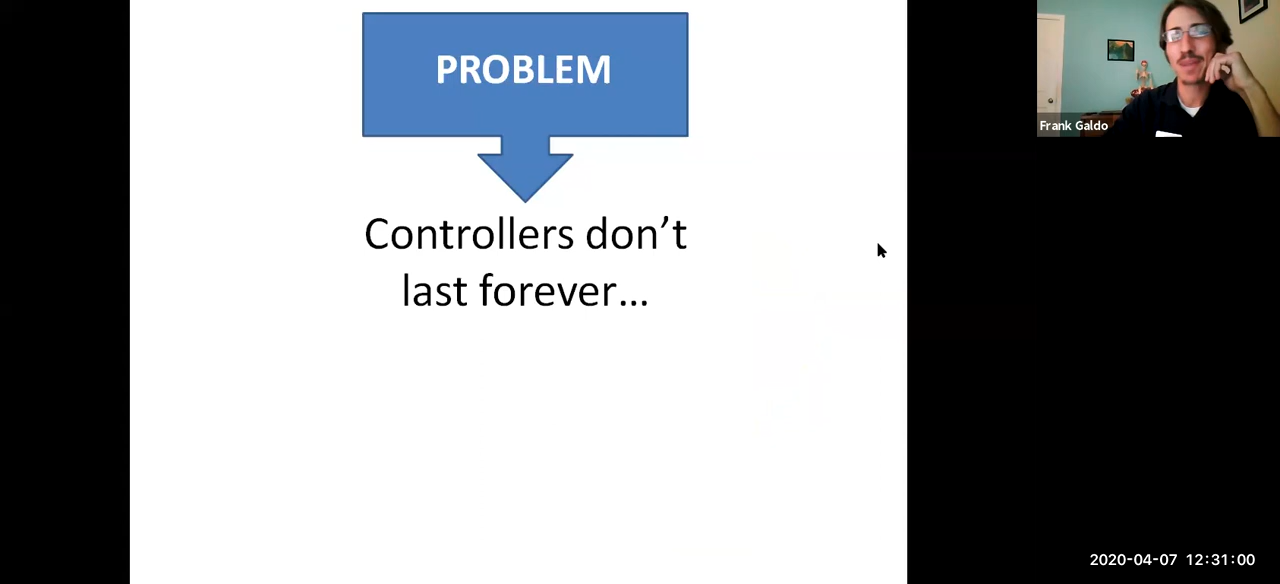 PROBLEM
Controllers don’t
last forever…
Frank Galdo
2020-04-07 12:31:00